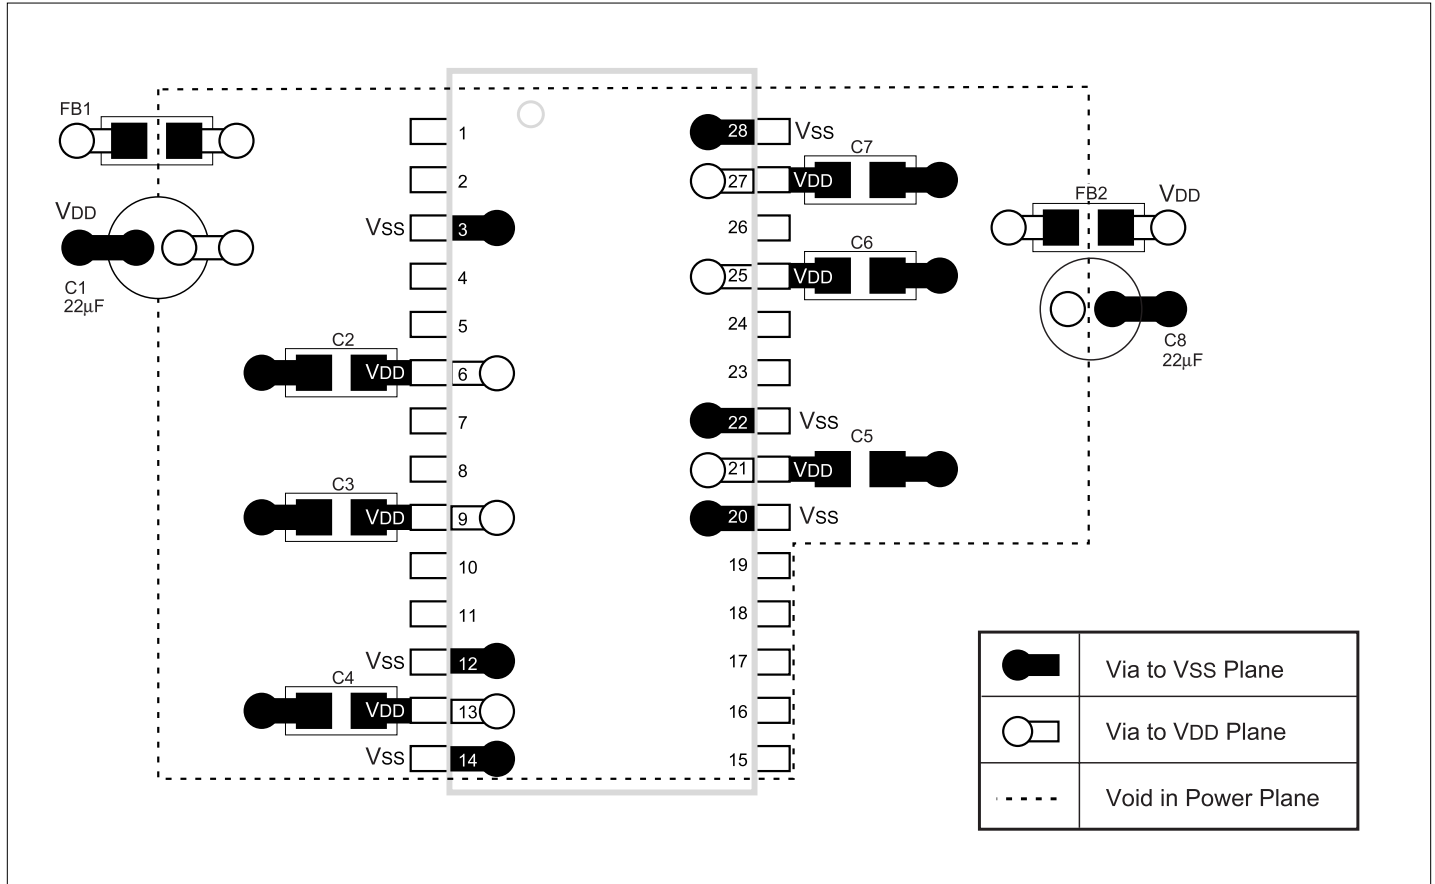 FB1
VDD
C1
22µF
1
2
Vss 3
4
5
C2
VDD 6
7
8
C3
VDD 9
10
11
Vss 12
C4
VDD 13
Vss 14
28 Vss
C7
27 VDD
26
C6
25 VDD
24
23
22 Vss
C5
21 VDD
20 Vss
19
18
17
16
15
FB2
VDD
C8
22µF
Via to VSS Plane
Via to VDD Plane
Void in Power Plane